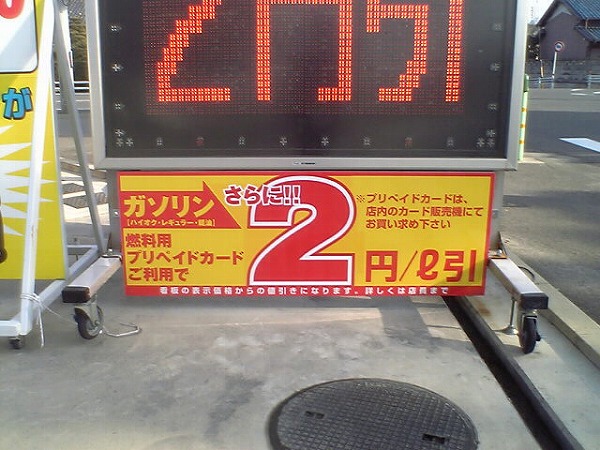 2円引
が
ガソリン
さらに!!
[ハイオク・レギュラー・軽油]
燃料用
プリペイドカード
ご利用で
2円/ℓ引
※プリペイドカードは、
店内のカード販売機にて
お買い求め下さい
看板の表示価格からの値引きになります。詳しくは店長まで